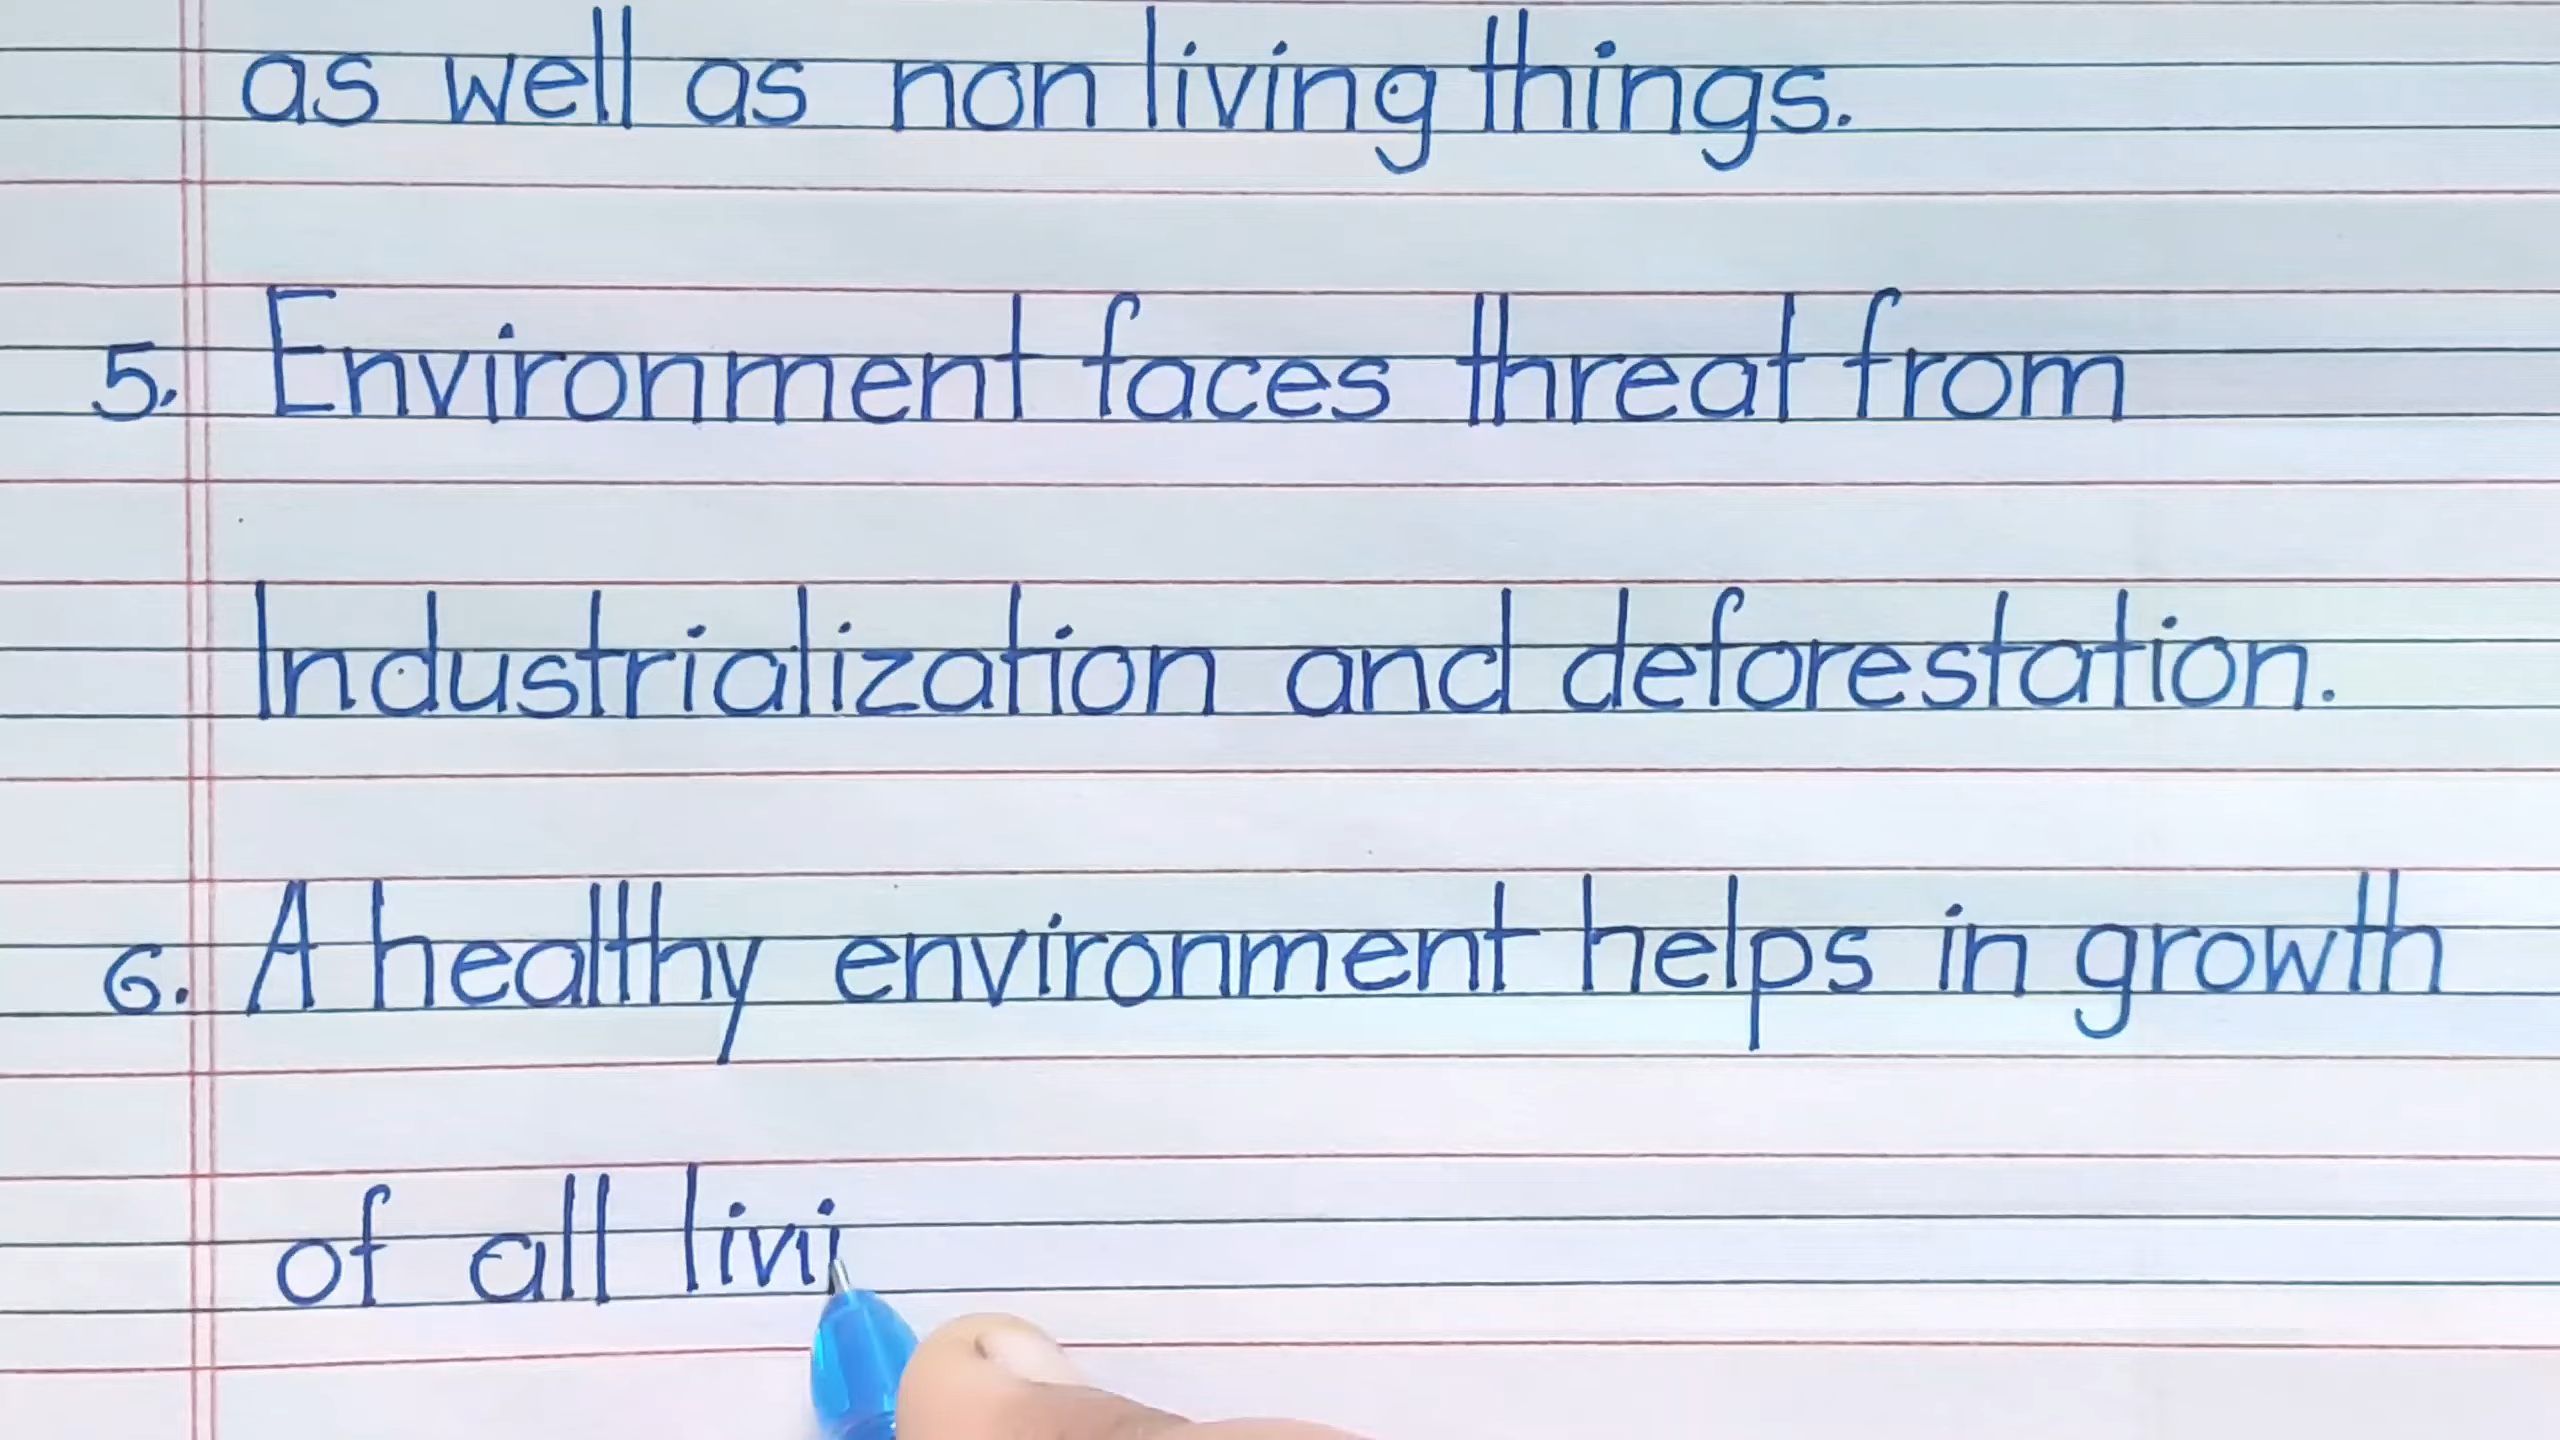 as well as non living things.
5. Environment faces threat from
Industrialization and deforestation.
6. A healthy environment helps in growth
of all livi